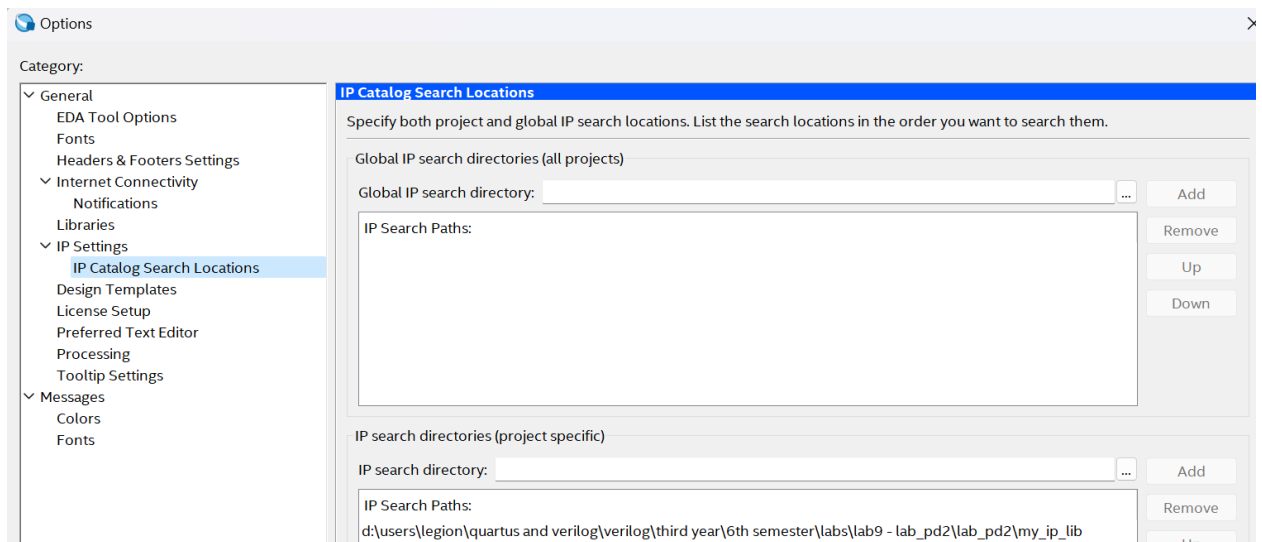 Options
Category:
General
EDA Tool Options
Fonts
Headers & Footers Settings
Internet Connectivity
Notifications
Libraries
IP Settings
IP Catalog Search Locations
Design Templates
License Setup
Preferred Text Editor
Processing
Tooltip Settings
Messages
Colors
Fonts
IP Catalog Search Locations
Specify both project and global IP search locations. List the search locations in the order you want to search them.
Global IP search directories (all projects)
Global IP search directory: ... Add
IP Search Paths:
Remove
Up
Down
IP search directories (project specific)
IP search directory: ... Add
IP Search Paths:
Remove
d:\users\legion\quartus and verilog\verilog\third year\6th semester\labs\lab9 - lab_pd2\lab_pd2\my_ip_lib